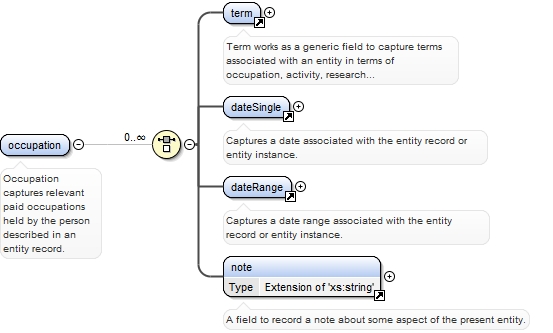 term
Term works as a generic field to capture terms
associated with an entity in terms of
occupation, activity, research...
dateSingle
Captures a date associated with the entity record or
entity instance.
occupation
0..∞
Occupation
captures relevant
paid occupations
held by the person
described in an
entity record.
dateRange
Captures a date range associated with the entity
record or entity instance.
note
Type Extension of 'xs:string'
A field to record a note about some aspect of the present entity.